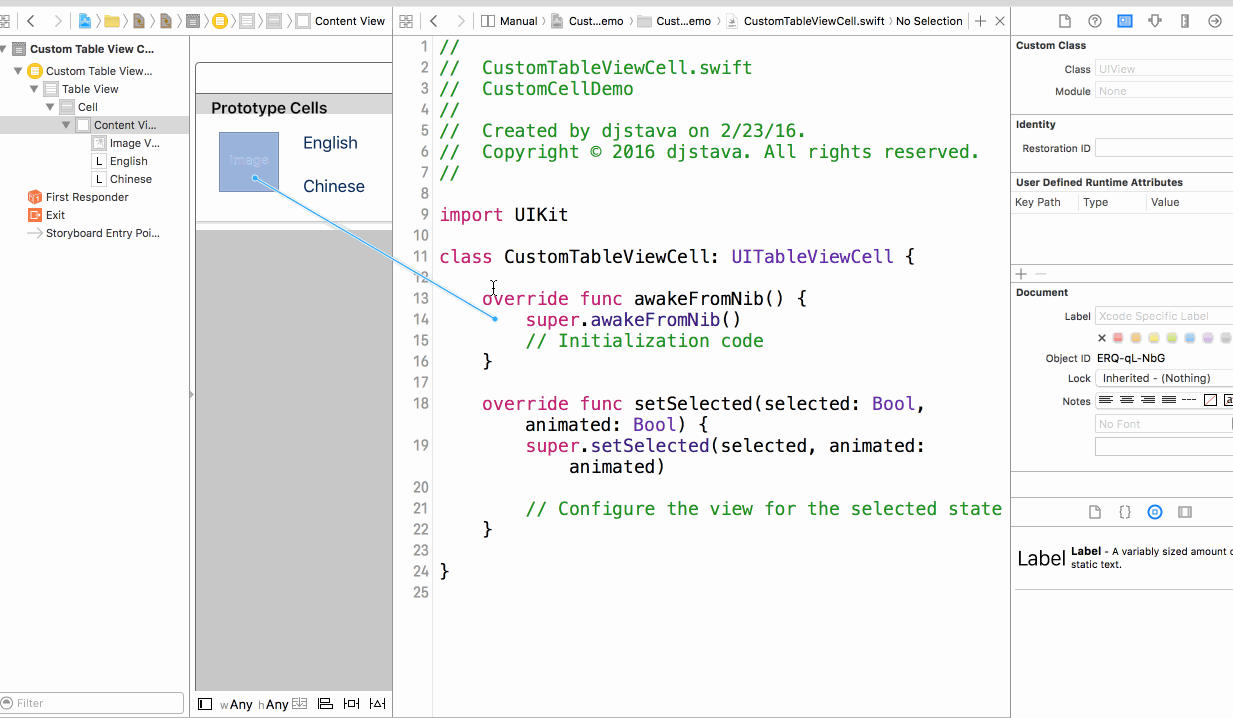 Content View
Manual
Cust...emo
Cust...emo
CustomTableViewCell.swift
No Selection
Custom Table View C...
Custom Table View...
Table View
Cell
Content Vi...
Image V...
L English
L Chinese
First Responder
Exit
Storyboard Entry Poi...
Filter
Prototype Cells
Image
English
Chinese
wAny hAny
1 //
2 //  CustomTableViewCell.swift
3 //  CustomCellDemo
4 //
5 //  Created by djstava on 2/23/16.
6 //  Copyright © 2016 djstava. All rights reserved.
7 //
8
9 import UIKit
10
11 class CustomTableViewCell: UITableViewCell {
12
13     override func awakeFromNib() {
14         super.awakeFromNib()
15         // Initialization code
16     }
17
18     override func setSelected(selected: Bool,
animated: Bool) {
19         super.setSelected(selected, animated:
animated)
20
21         // Configure the view for the selected state
22     }
23
24 }
25
Custom Class
Class UIView
Module None
Identity
Restoration ID
User Defined Runtime Attributes
Key Path Type Value
Document
Label Xcode Specific Label
Object ID ERQ-qL-NbG
Lock Inherited - (Nothing)
Notes
No Font
Label
Label - A variably sized amount
static text.